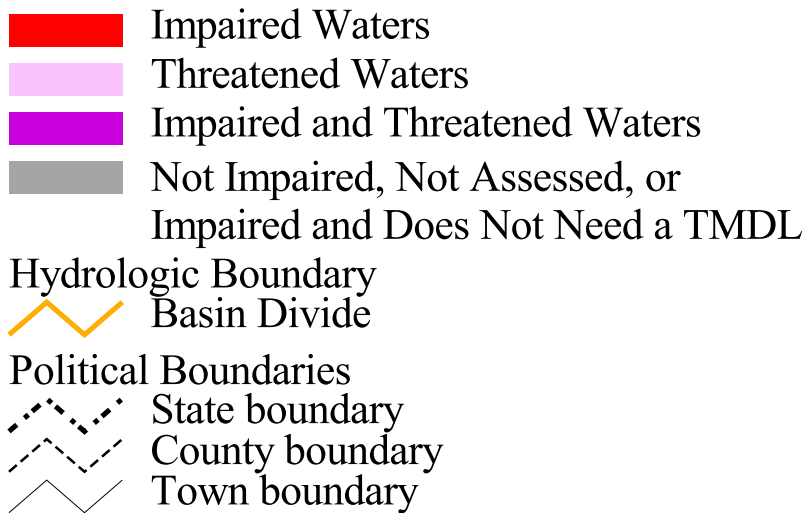 Impaired Waters
Threatened Waters
Impaired and Threatened Waters
Not Impaired, Not Assessed, or
Impaired and Does Not Need a TMDL
Hydrologic Boundary
Basin Divide
Political Boundaries
State boundary
County boundary
Town boundary